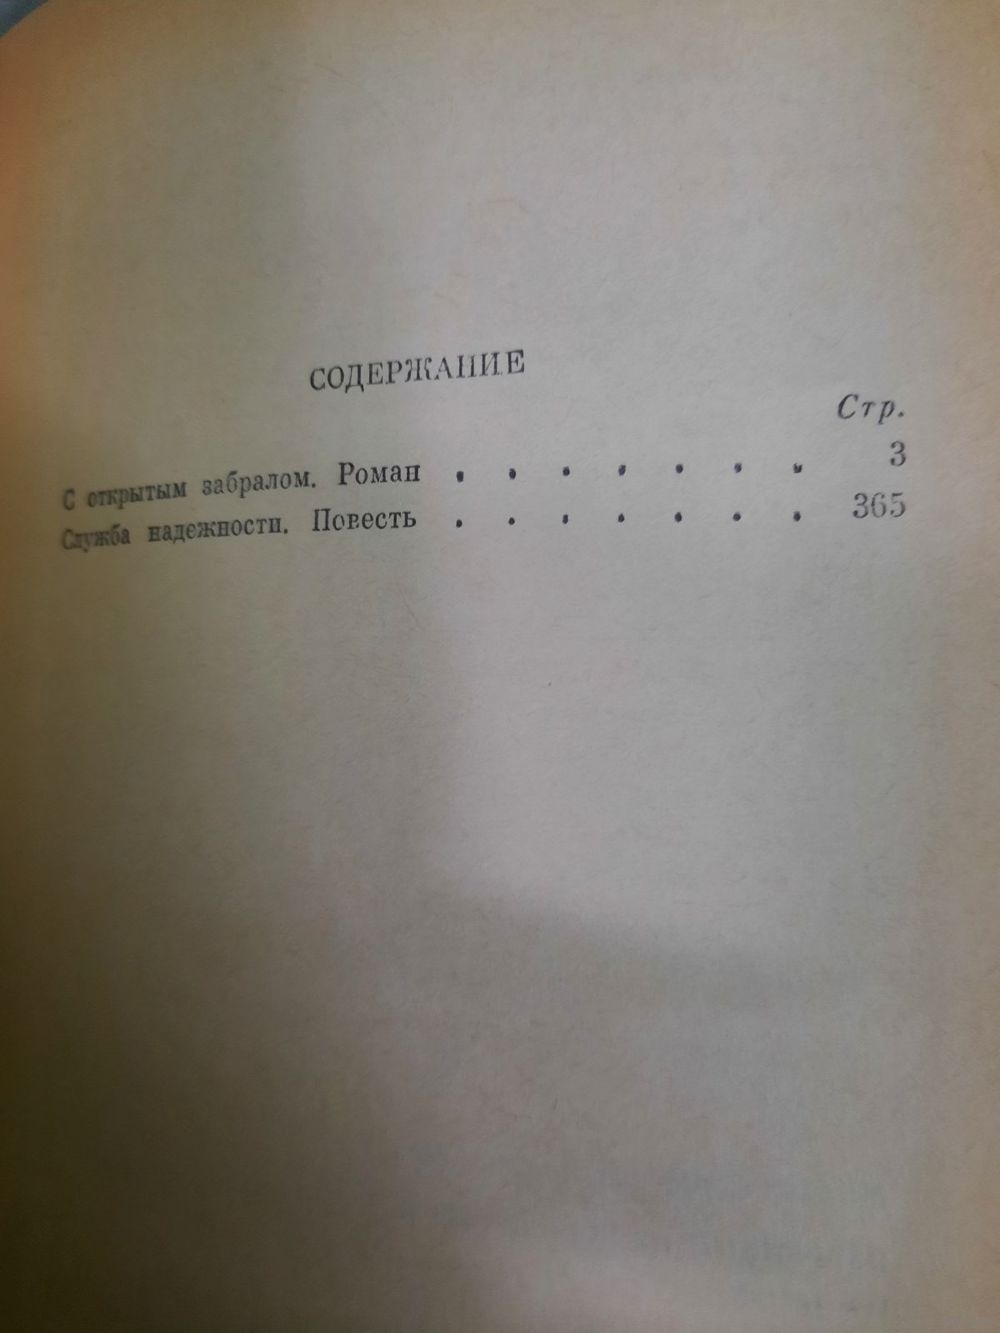 СОДЕРЖАНИЕ
Стр.
С открытым забралом. Роман . . . . . . . 3
Служба надежности. Повесть . . . . . . . 365